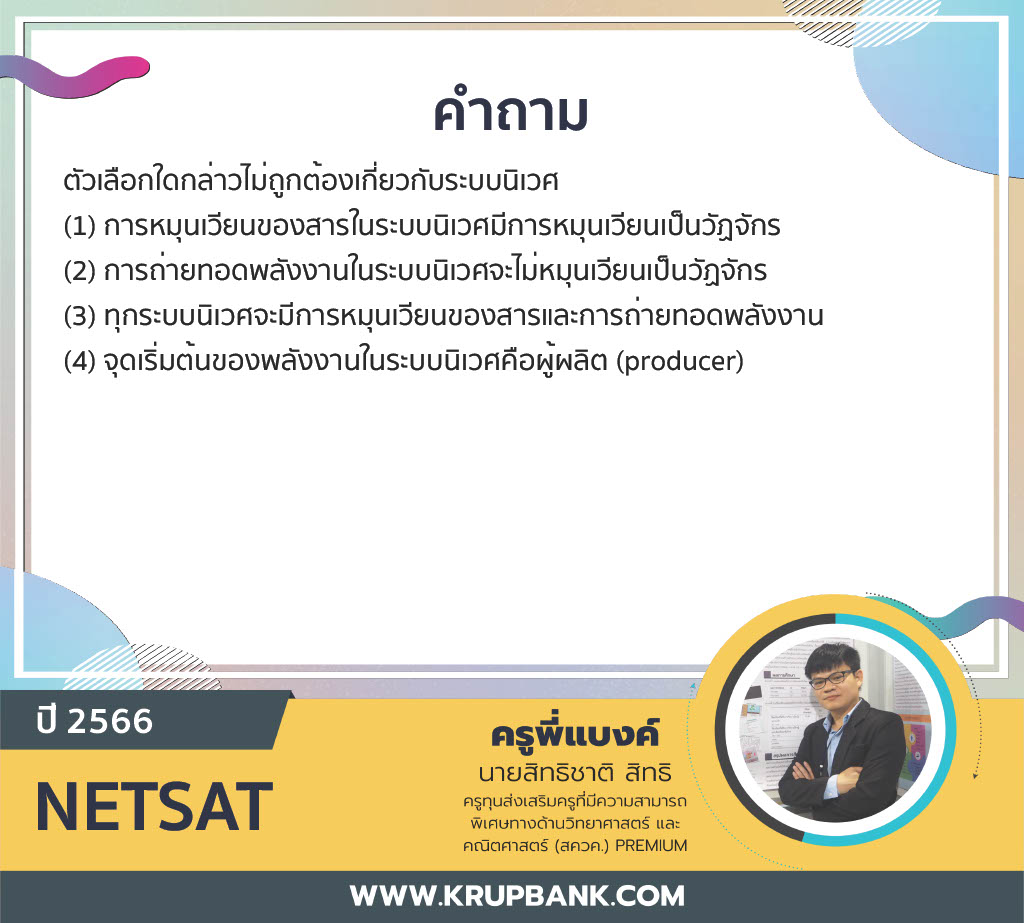 คำถาม
ตัวเลือกใดกล่าวไม่ถูกต้องเกี่ยวกับระบบนิเวศ
(1) การหมุนเวียนของสารในระบบนิเวศมีการหมุนเวียนเป็นวัฏจักร
(2) การถ่ายทอดพลังงานในระบบนิเวศจะไม่หมุนเวียนเป็นวัฏจักร
(3) ทุกระบบนิเวศจะมีการหมุนเวียนของสารและการถ่ายทอดพลังงาน
(4) จุดเริ่มต้นของพลังงานในระบบนิเวศคือผู้ผลิต (producer)
ปี 2566
NETSAT
ครูพี่แบงค์
นายสิทธิชาติ สิทธิ
ครูทุนส่งเสริมครูที่มีความสามารถ
พิเศษทางด้านวิทยาศาสตร์ และ
คณิตศาสตร์ (สควค.) PREMIUM
WWW.KRUPBANK.COM